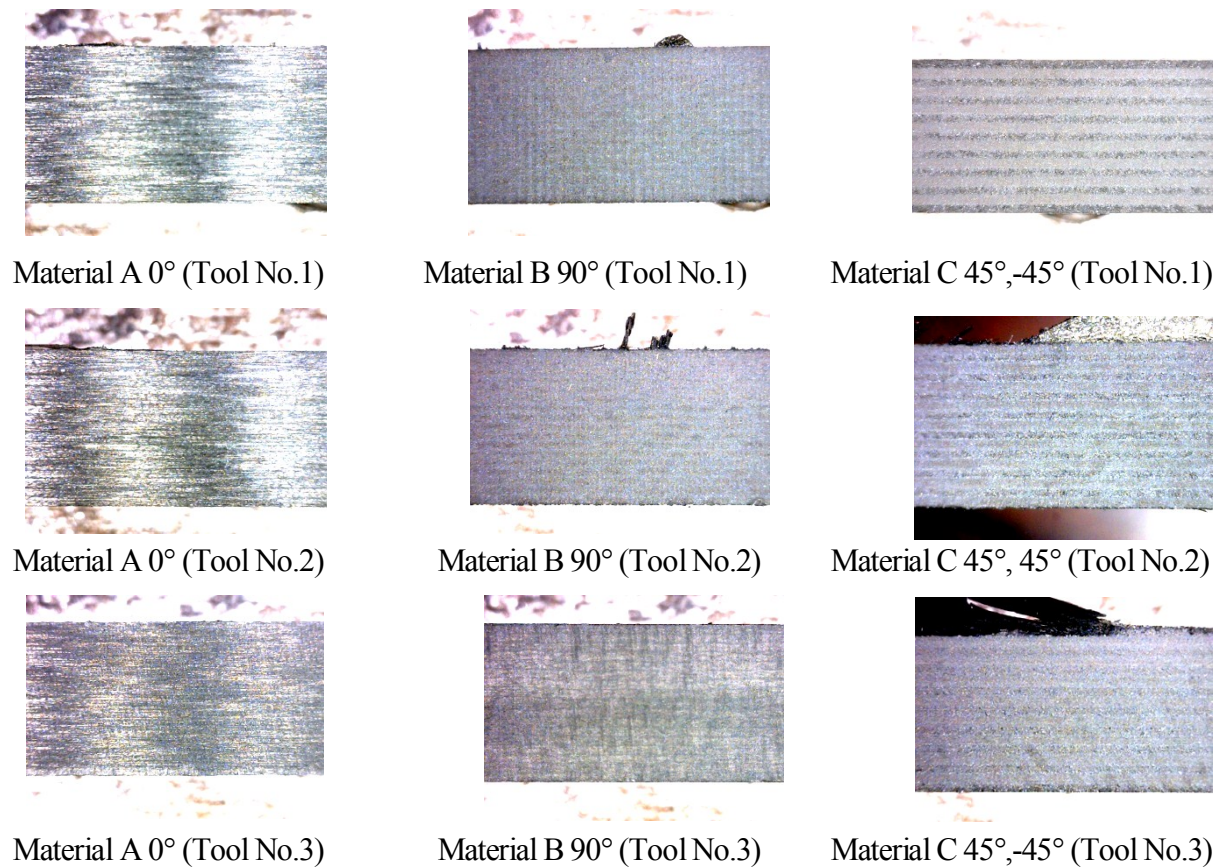 Material A 0° (Tool No.1)
Material B 90° (Tool No.1)
Material C 45°,-45° (Tool No.1)
Material A 0° (Tool No.2)
Material B 90° (Tool No.2)
Material C 45°, 45° (Tool No.2)
Material A 0° (Tool No.3)
Material B 90° (Tool No.3)
Material C 45°,-45° (Tool No.3)